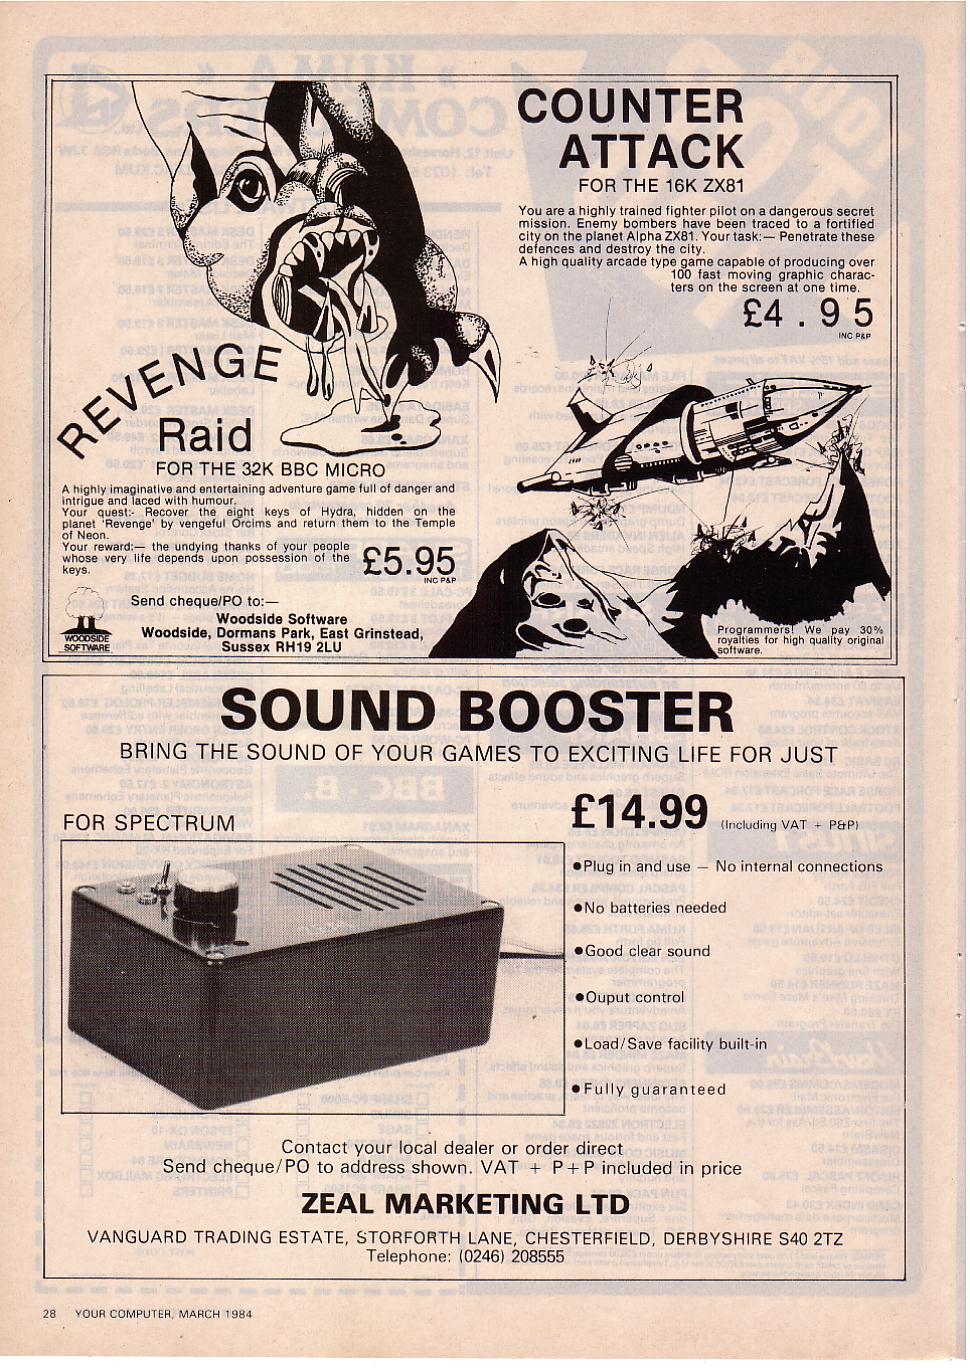 COUNTER
ATTACK
FOR THE 16K ZX81
You are a highly trained fighter pilot on a dangerous secret
mission. Enemy bombers have been traced to a fortified
city on the planet Alpha ZX81. Your task:— Penetrate these
defences and destroy the city.
A high quality arcade type game capable of producing over
100 fast moving graphic charac-
ters on the screen at one time.
£4.95
INC P&P
REVENGE
Raid
FOR THE 32K BBC MICRO
A highly imaginative and entertaining adventure game full of danger and
intrigue and laced with humour.
Your quest:- Recover the eight keys of Hydra, hidden on the
planet 'Revenge' by vengeful Orcims and return them to the Temple
of Neon.
Your reward:— the undying thanks of your people
whose very life depends upon possession of the
keys.
£5.95
INC P&P
Send cheque/PO to:—
Woodside Software
Woodside, Dormans Park, East Grinstead,
Sussex RH19 2LU
WOODSIDE
SOFTWARE
Programmers! We pay 30%
royalties for high quality original
software.
SOUND BOOSTER
BRING THE SOUND OF YOUR GAMES TO EXCITING LIFE FOR JUST
£14.99 (Including VAT + P&P)
FOR SPECTRUM
●Plug in and use — No internal connections
●No batteries needed
●Good clear sound
●Ouput control
●Load/Save facility built-in
●Fully guaranteed
Contact your local dealer or order direct
Send cheque/PO to address shown. VAT + P+P included in price
ZEAL MARKETING LTD
VANGUARD TRADING ESTATE, STORFORTH LANE, CHESTERFIELD, DERBYSHIRE S40 2TZ
Telephone: (0246) 208555
28 YOUR COMPUTER, MARCH 1984